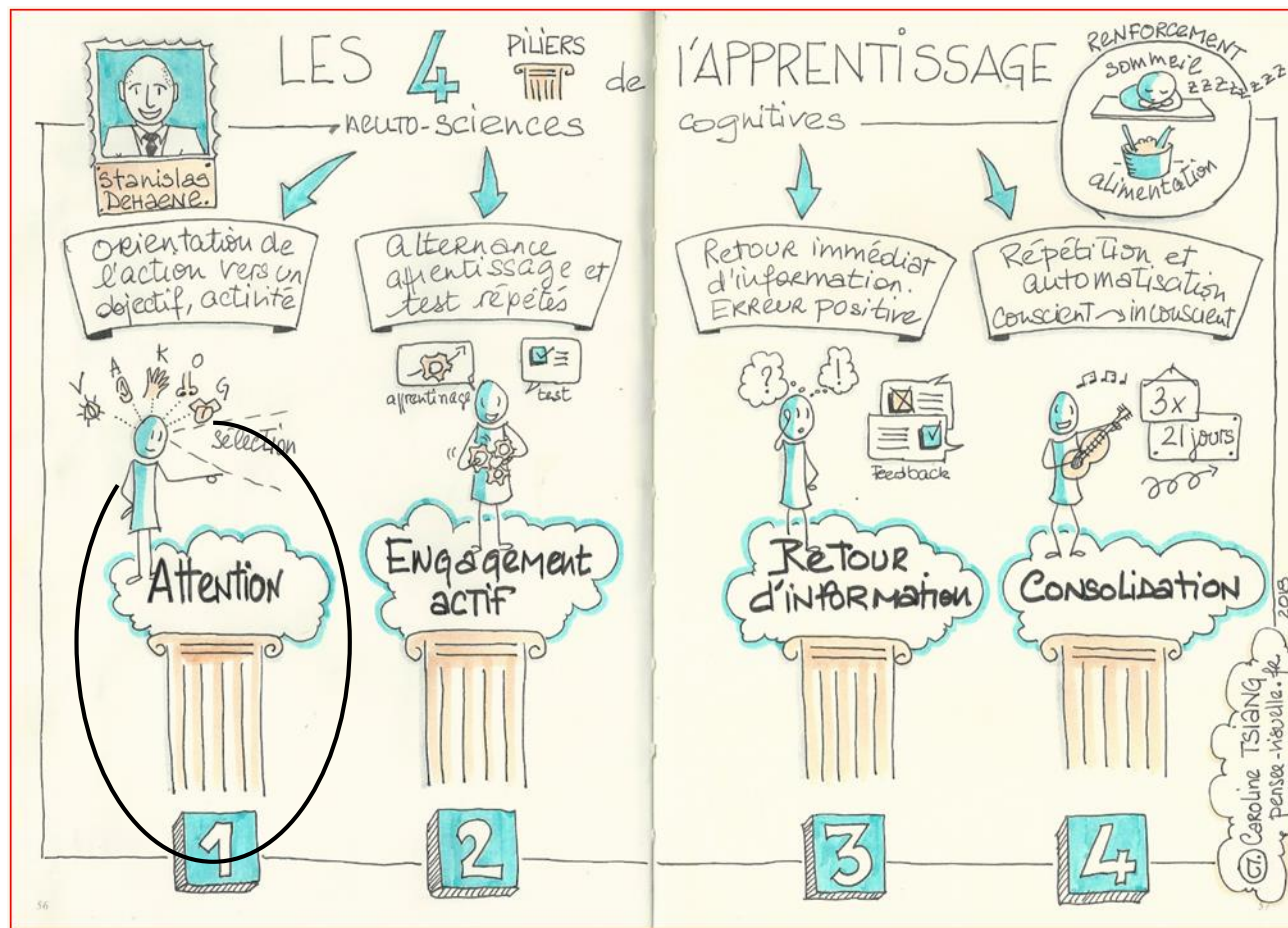 LES 4 PILIERS de l'APPRENTISSAGE
neuro-sciences cognitives
Stanislas
DEHAENE.
RENFORCEMENT
sommeil
zzzzzzzz
alimentation
Orientation de
l'action vers un
objectif, activité
alternance
apprentissage et
test répétés
Retour immédiat
d'information.
ERREUR POSITIVE
Répétition et
automatisation
conscient → inconscient
V A K O G
sélection
apprentissage
test
? !
Feedback
3x
21 jours
Attention
ENGAGEMENT
ACTIF
RETOUR
d'INFORMATION
CONSOLIDATION
1
2
3
4
CT. CAROLINE TSIANG 2018
pensee-visuelle.fr
56